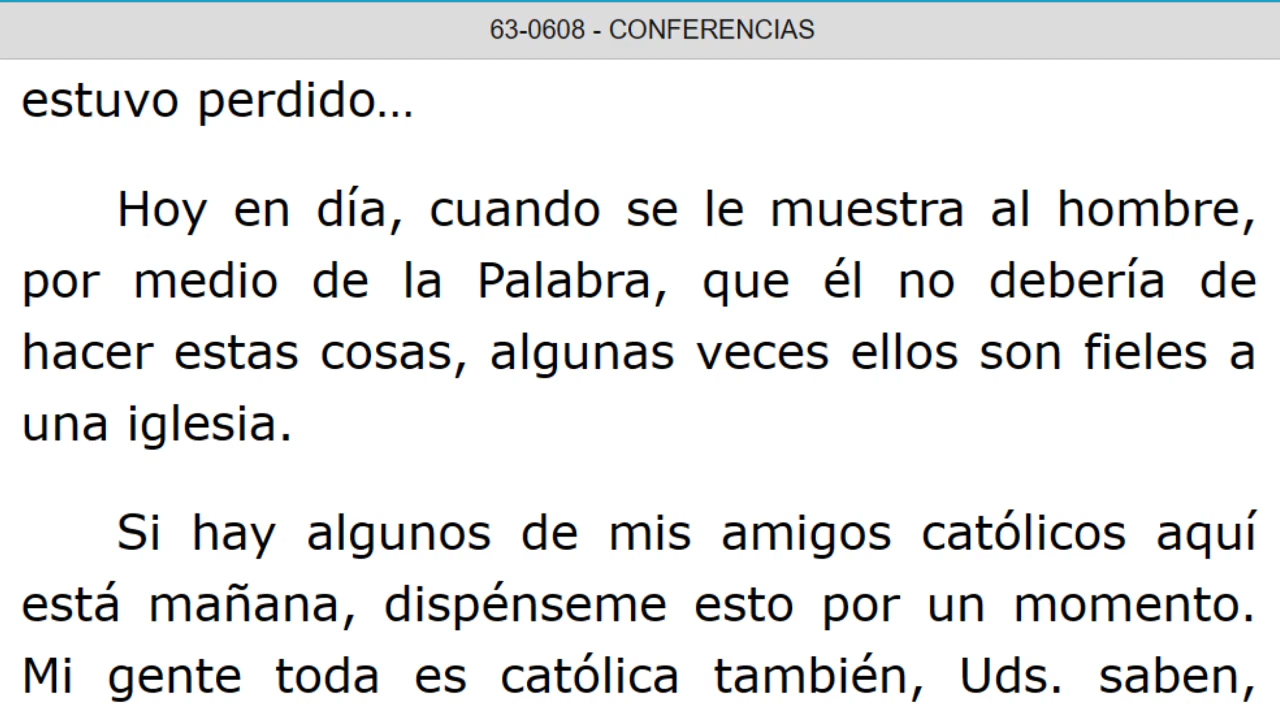 63-0608 - CONFERENCIAS
estuvo perdido…
Hoy en día, cuando se le muestra al hombre,
por medio de la Palabra, que él no debería de
hacer estas cosas, algunas veces ellos son fieles a
una iglesia.
Si hay algunos de mis amigos católicos aquí
está mañana, dispénseme esto por un momento.
Mi gente toda es católica también, Uds. saben,